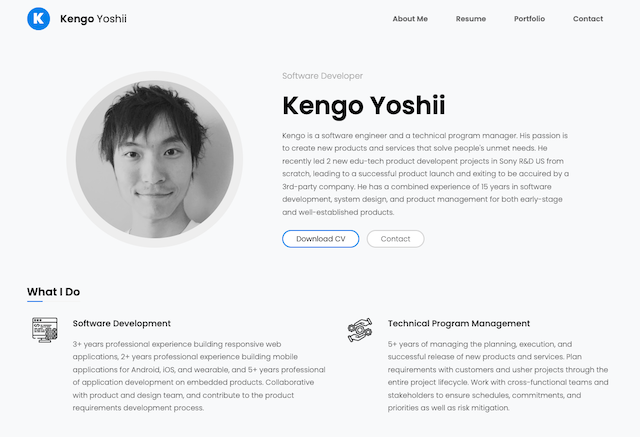 K Kengo Yoshii
About Me Resume Portfolio Contact
Software Developer
Kengo Yoshii
Kengo is a software engineer and a technical program manager. His passion is
to create new products and services that solve people's unmet needs. He
recently led 2 new edu-tech product developent projects in Sony R&D US from
scratch, leading to a successful product launch and exiting to be accuired by a
3rd-party company. He has a combined experience of 15 years in software
development, system design, and product management for both early-stage
and well-established products.
Download CV Contact
What I Do
Software Development
3+ years professional experience building responsive web
applications, 2+ years professional experience building mobile
applications for Android, iOS, and wearable, and 5+ years professional
of application development on embedded products. Collaborative
with product and design team, and contribute to the product
requirements development process.
Technical Program Management
5+ years of managing the planning, execution, and
successful release of new products and services. Plan
requirements with customers and usher projects through the
entire project lifecycle. Work with cross-functional teams and
stakeholders to ensure schedules, commitments, and
priorities as well as risk mitigation.